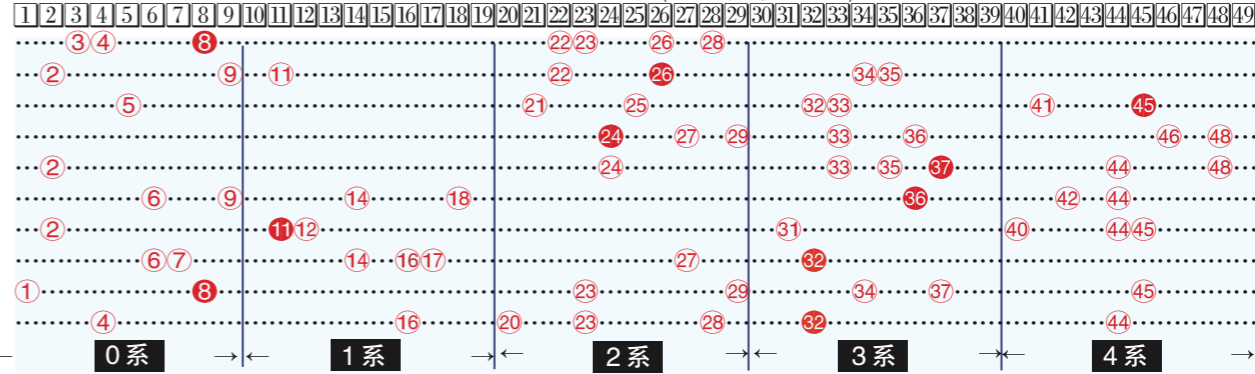 1 2 3 4 5 6 7 8 9 10 11 12 13 14 15 16 17 18 19 20 21 22 23 24 25 26 27 28 29 30 31 32 33 34 35 36 37 38 39 40 41 42 43 44 45 46 47 48 49
③ ④ ❽ ㉒ ㉓ ㉖ ㉘
② ⑨ ⑪ ㉒ 26 ㉞ ㉟
⑤ ㉑ ㉕ ㉜ ㉝ ㊶ 45
24 ㉗ ㉙ ㉝ ㊱ ㊻ ㊽
② ㉔ ㉝ ㉟ 37 ㊹ ㊽
⑥ ⑨ ⑭ ⑱ 36 ㊷ ㊹
② ⓫ ⑫ ㉛ ㊵ ㊹ ㊺
⑥ ⑦ ⑭ ⑯ ⑰ ㉗ 32
① ❽ ㉓ ㉙ ㉞ ㊲ ㊺
④ ⑯ ⑳ ㉓ ㉘ 32 ㊹
0系 → ← 1系 → ← 2系 → ← 3系 → ← 4系 →